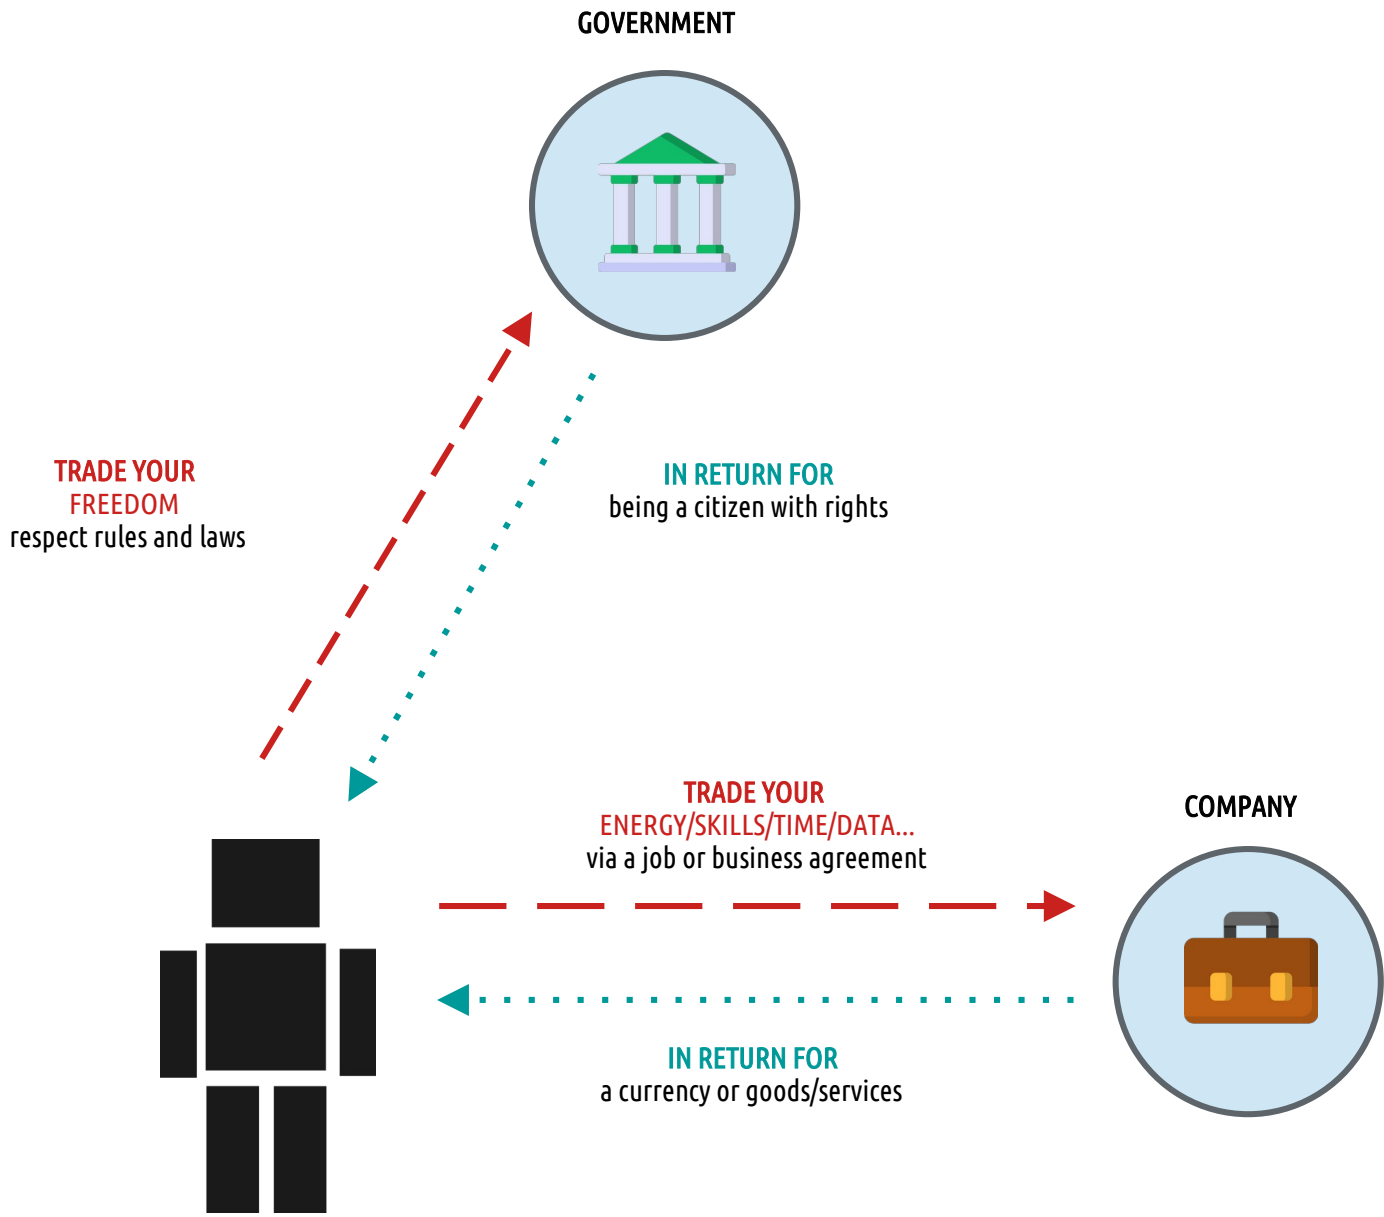 GOVERNMENT
TRADE YOUR
FREEDOM
respect rules and laws
IN RETURN FOR
being a citizen with rights
TRADE YOUR
ENERGY/SKILLS/TIME/DATA...
via a job or business agreement
COMPANY
IN RETURN FOR
a currency or goods/services